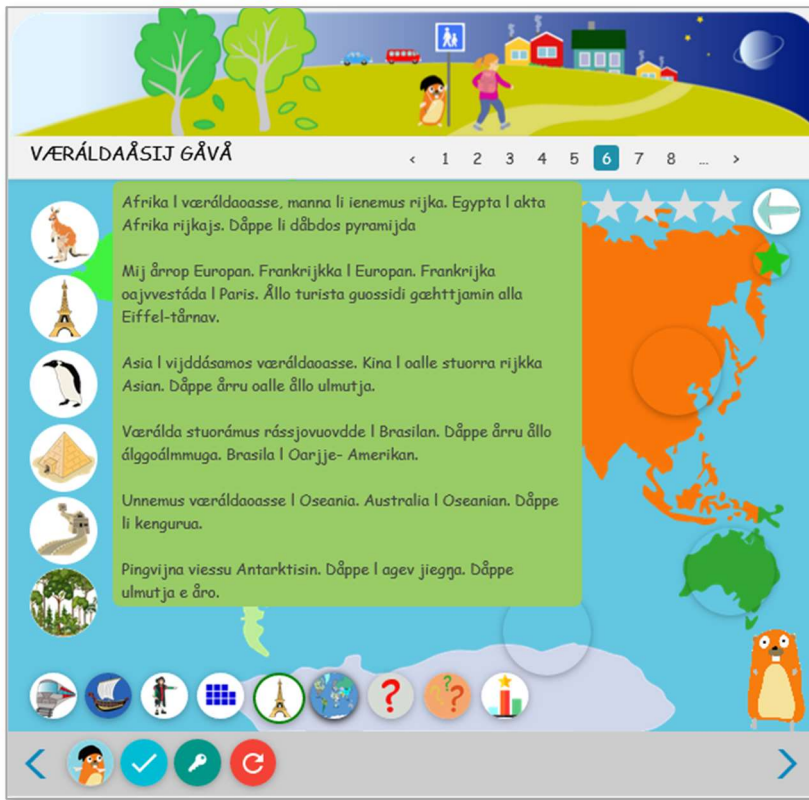 VÆRÁLDAÅSIJ GÅVÅ
‹ 1 2 3 4 5 6 7 8 ... ›
Afrika l væráldaoasse, manna li ienemus rijka. Egypta l akta
Afrika rijkajs. Dåppe li dåbdos pyramijda
Mij årrop Europan. Frankrijkka l Europan. Frankrijka
oajvvestáda l Paris. Ållo turista guossidi gæhttjamin alla
Eiffel-tårnav.
Asia l vijddásamos væráldaoasse. Kina l oalle stuorra rijkka
Asian. Dåppe årru oalle ållo ulmutja.
Værálda stuorámus rássjovuovdde l Brasilan. Dåppe årru ållo
álggoálmmuga. Brasila l Oarjje- Amerikan.
Unnemus væráldaoasse l Oseania. Australia l Oseanian. Dåppe
li kengurua.
Pingvijna viessu Antarktisin. Dåppe l agev jiegŋa. Dåppe
ulmutja e åro.